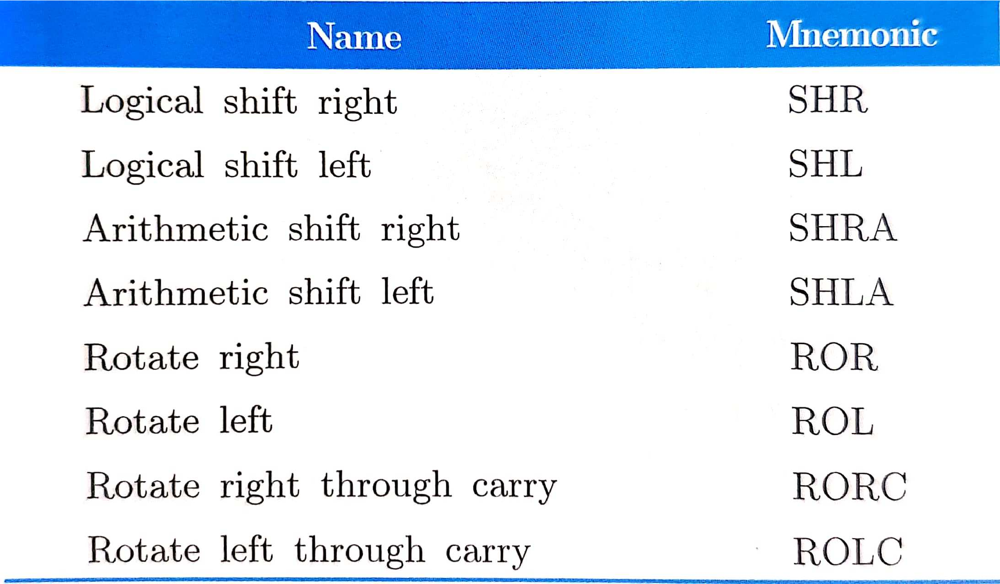 Name Mnemonic
Logical shift right SHR
Logical shift left SHL
Arithmetic shift right SHRA
Arithmetic shift left SHLA
Rotate right ROR
Rotate left ROL
Rotate right through carry RORC
Rotate left through carry ROLC